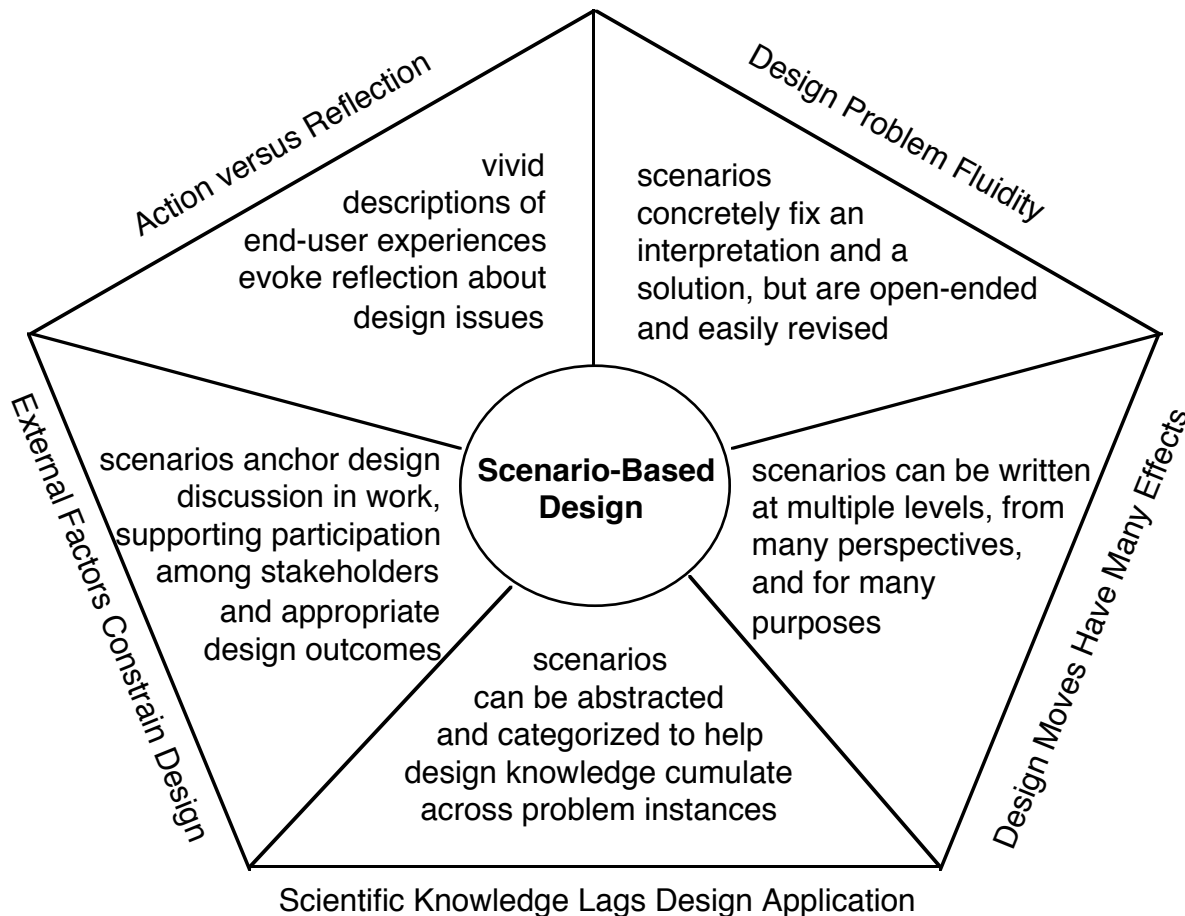 Action versus Reflection
Design Problem Fluidity
vivid
descriptions of
end-user experiences
evoke reflection about
design issues
scenarios
concretely fix an
interpretation and a
solution, but are open-ended
and easily revised
External Factors Constrain Design
scenarios anchor design
discussion in work,
supporting participation
among stakeholders
and appropriate
design outcomes
Scenario-Based
Design
scenarios can be written
at multiple levels, from
many perspectives,
and for many
purposes
Design Moves Have Many Effects
scenarios
can be abstracted
and categorized to help
design knowledge cumulate
across problem instances
Scientific Knowledge Lags Design Application